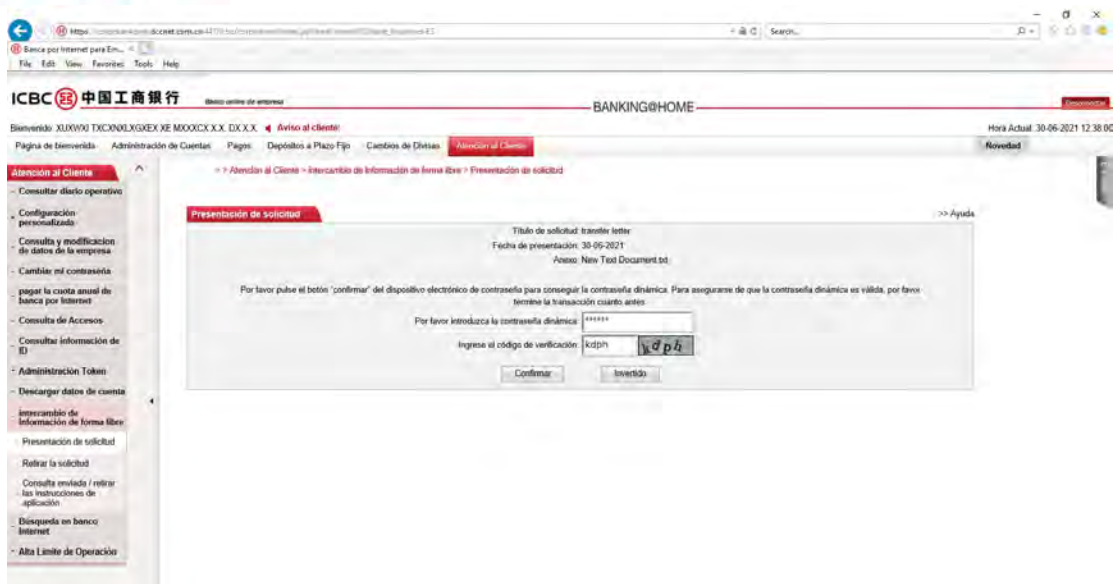 Search...
Banca por Internet para Em...
File Edit View Favorites Tools Help
ICBC 中国工商银行 Banco online de empresa
BANKING@HOME
Desconectar
Bienvenido XUXWXI TXCXNXLXGXEX XE MXXXCX X.X. DX X.X. Aviso al cliente:
Hora Actual: 30-06-2021 12:38:00
Página de bienvenida Administración de Cuentas Pagos Depósitos a Plazo Fijo Cambios de Divisas Atención al Cliente
Novedad
Atención al Cliente
> > Atención al Cliente > Intercambio de Información de forma libre > Presentación de solicitud
- Consultar diario operativo
- Configuración personalizada
- Consulta y modificacion de datos de la empresa
- Cambiar mi contraseña
- pagar la cuota anual de banca por Internet
- Consulta de Accesos
- Consultar información de ID
- Administración Token
- Descargar datos de cuenta
- Intercambio de Información de forma libre
Presentación de solicitud
Retirar la solicitud
Consulta enviada / retirar las instrucciones de aplicación
- Búsqueda en banco Internet
- Alta Límite de Operación
Presentación de solicitud
>> Ayuda
Título de solicitud: transfer letter
Fecha de presentación: 30-06-2021
Anexo: New Text Document.txt
Por favor pulse el botón "confirmar" del dispositivo electrónico de contraseña para conseguir la contraseña dinámica. Para asegurarse de que la contraseña dinámica es válida, por favor
termine la transacción cuanto antes
Por favor introduzca la contraseña dinámica: ******
Ingrese el código de verificación: kdph kdph
Confirmar Invertido